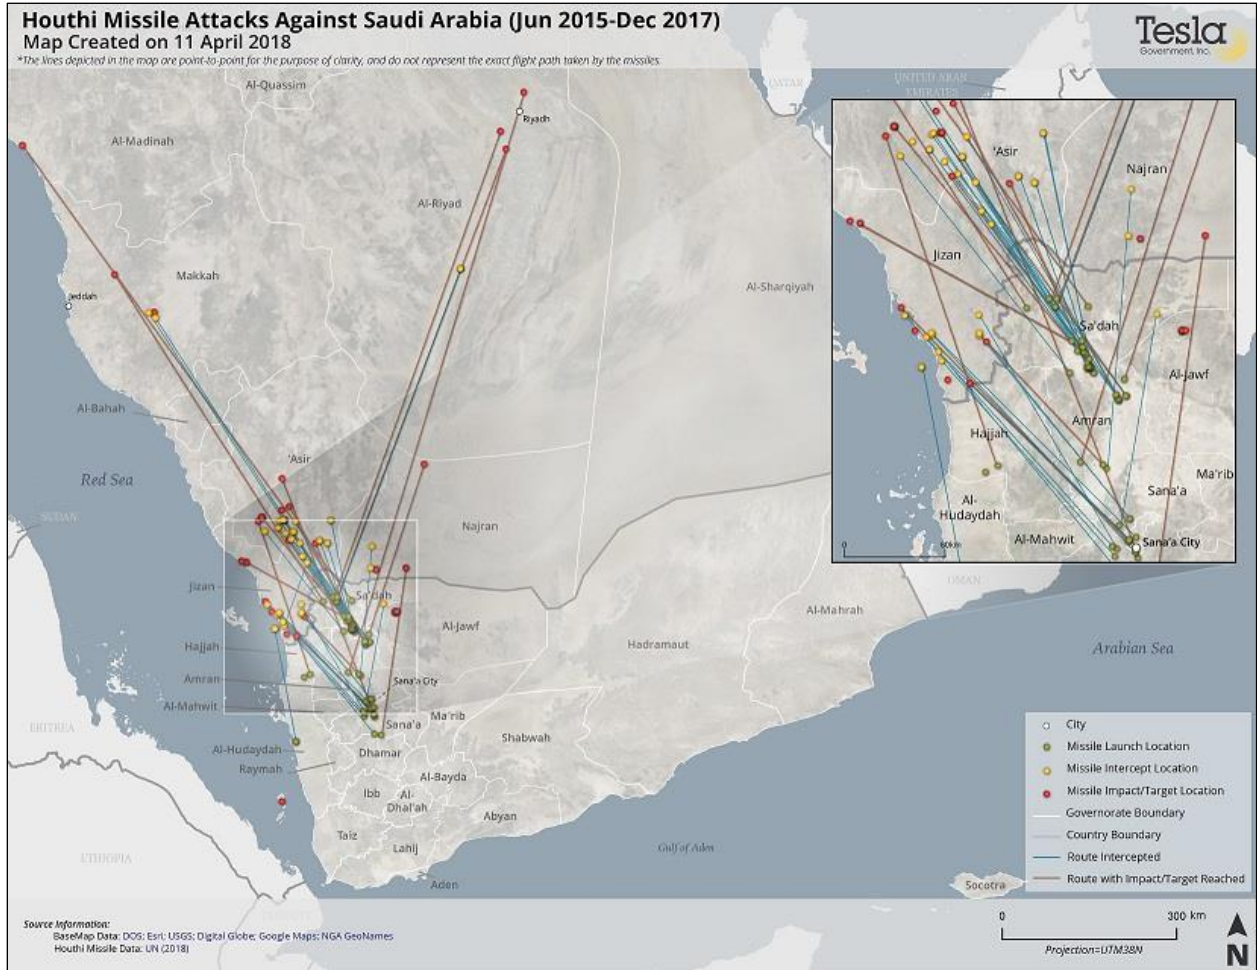 Houthi Missile Attacks Against Saudi Arabia (Jun 2015-Dec 2017)
Map Created on 11 April 2018
*The lines depicted in the map are point-to-point for the purpose of clarity, and do not represent the exact flight path taken by the missiles.
Tesla
Government, Inc.
QATAR
UNITED ARAB
EMIRATES
Al-Quassim
Riyadh
Al-Madinah
Al-Riyad
Makkah
Jeddah
Al-Sharqiyah
Al-Bahah
'Asir
Red Sea
SUDAN
Najran
Jizan
Sa'dah
Al-Jawf
Hadramaut
Al-Mahrah
OMAN
Arabian Sea
Hajjah
Amran
Sana'a City
Al-Mahwit
Sana'a
Ma'rib
Shabwah
ERITREA
Al-Hudaydah
Dhamar
Raymah
Al-Bayda
Ibb
Al-
Dhal'ah
Abyan
Taiz
Lahij
Gulf of Aden
ETHIOPIA
Aden
Socotra
'Asir
Najran
Jizan
Sa'dah
Al-Jawf
Amran
Hajjah
Ma'rib
Sana'a
Al-
Hudaydah
Al-Mahwit
Sana'a City
0 60km
City
Missile Launch Location
Missile Intercept Location
Missile Impact/Target Location
Governorate Boundary
Country Boundary
Route Intercepted
Route with Impact/Target Reached
0 300 km
Projection=UTM38N
N
Source Information:
BaseMap Data: DOS; Esri; USGS; Digital Globe; Google Maps; NGA GeoNames
Houthi Missile Data: UN (2018)